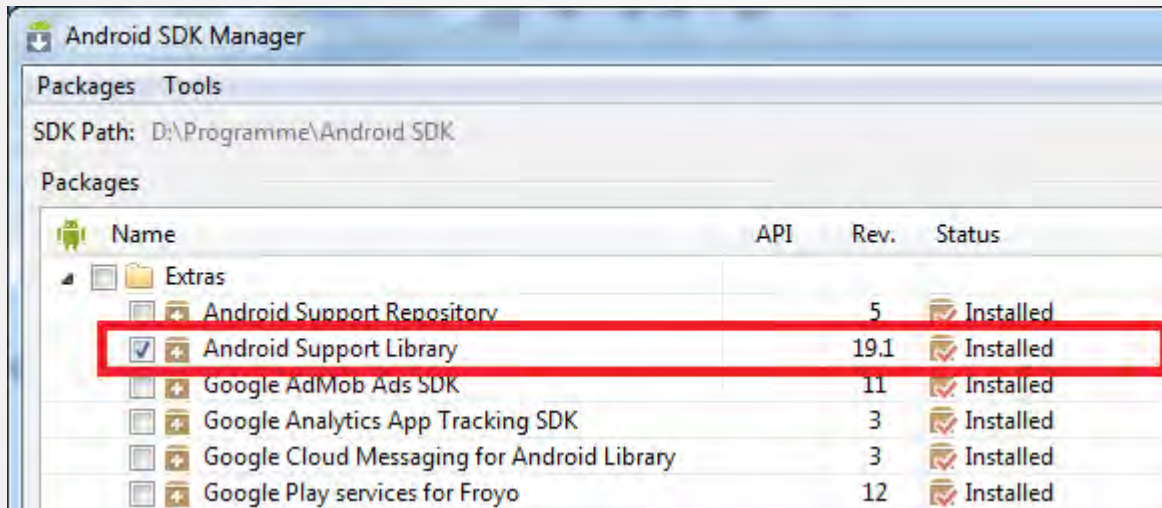 Android SDK Manager
Packages Tools
SDK Path: D:\Programme\Android SDK
Packages
Name API Rev. Status
Extras
Android Support Repository 5 Installed
Android Support Library 19.1 Installed
Google AdMob Ads SDK 11 Installed
Google Analytics App Tracking SDK 3 Installed
Google Cloud Messaging for Android Library 3 Installed
Google Play services for Froyo 12 Installed